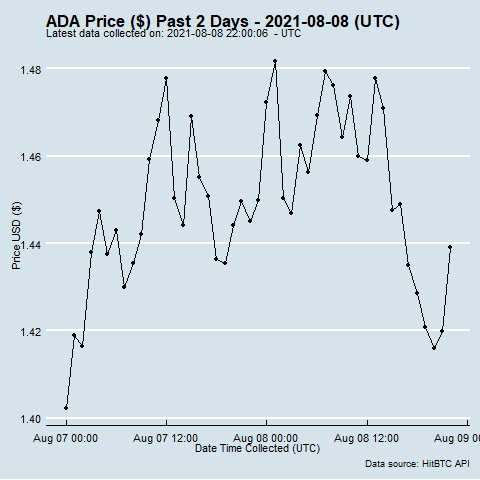 ADA Price ($) Past 2 Days - 2021-08-08 (UTC)
Latest data collected on: 2021-08-08 22:00:06 - UTC
1.48
1.46
1.44
1.42
1.40
Price USD ($)
Aug 07 00:00 Aug 07 12:00 Aug 08 00:00 Aug 08 12:00 Aug 09 0
Date Time Collected (UTC)
Data source: HitBTC API